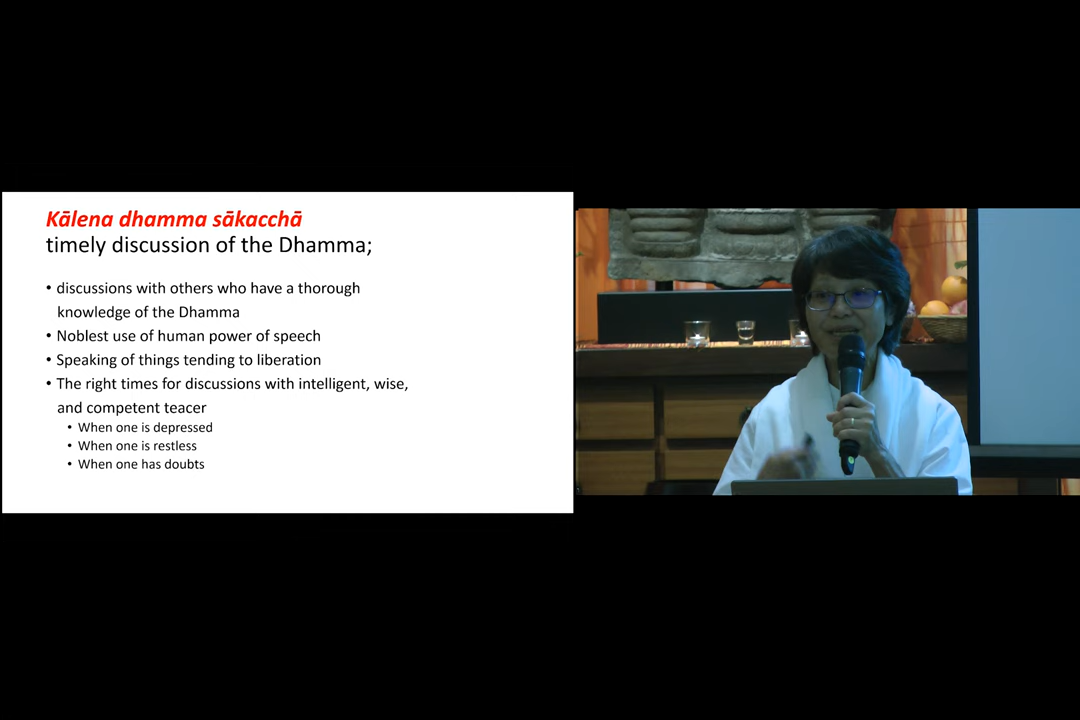 Kālena dhamma sākacchā
timely discussion of the Dhamma;
• discussions with others who have a thorough
knowledge of the Dhamma
• Noblest use of human power of speech
• Speaking of things tending to liberation
• The right times for discussions with intelligent, wise,
and competent teacer
• When one is depressed
• When one is restless
• When one has doubts